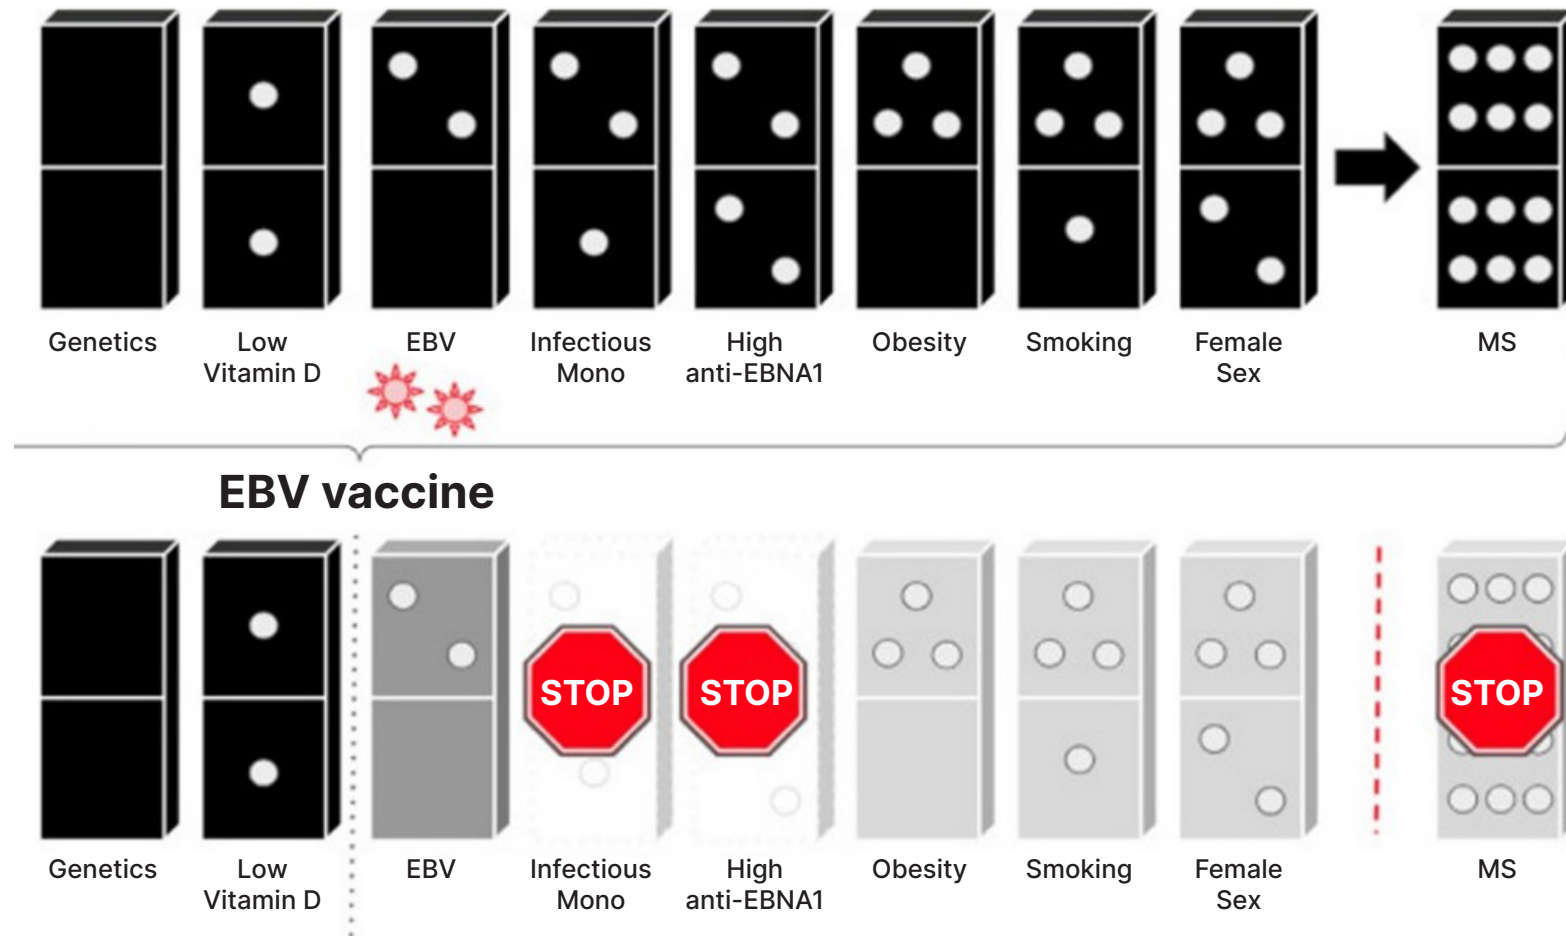 Genetics
Low
Vitamin D
EBV
Infectious
Mono
High
anti-EBNA1
Obesity
Smoking
Female
Sex
MS
EBV vaccine
STOP
STOP
STOP
Genetics
Low
Vitamin D
EBV
Infectious
Mono
High
anti-EBNA1
Obesity
Smoking
Female
Sex
MS